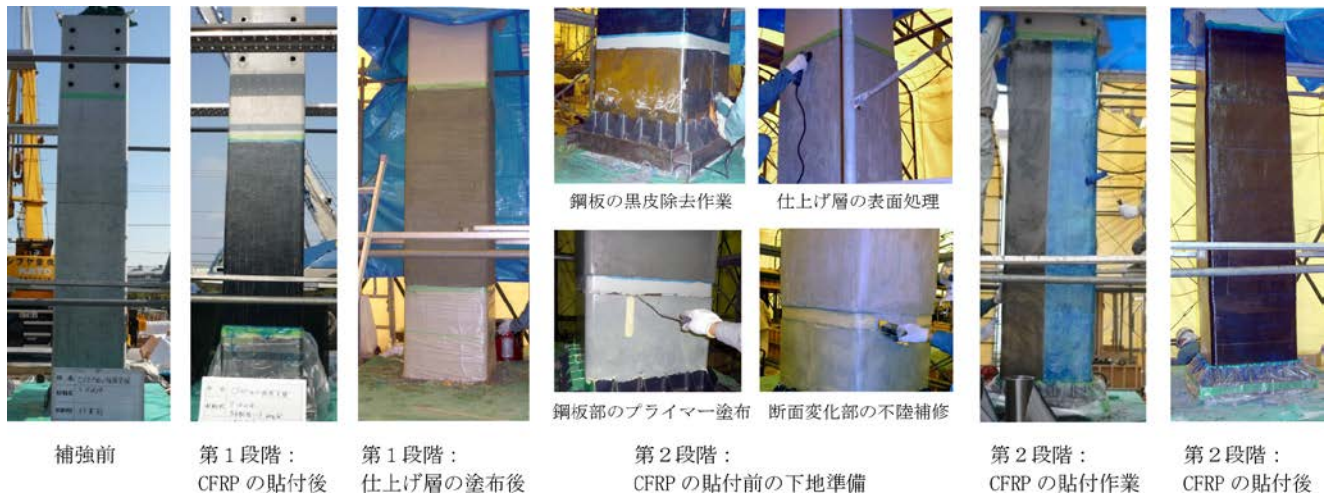 KATO
鋼板の黒皮除去作業
仕上げ層の表面処理
鋼板部のプライマー塗布
断面変化部の不陸補修
補強前
第1段階:
CFRP の貼付後
第1段階:
仕上げ層の塗布後
第2段階:
CFRP の貼付前の下地準備
第2段階:
CFRP の貼付作業
第2段階:
CFRP の貼付後